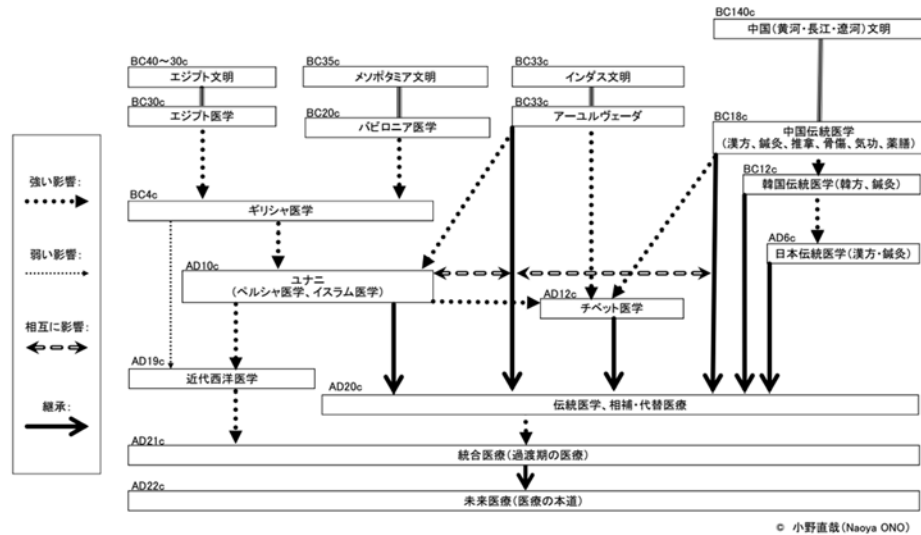 BC140c
中国(黄河・長江・遼河)文明
BC40～30c
エジプト文明
BC35c
メソポタミア文明
BC33c
インダス文明
BC30c
エジプト医学
BC20c
バビロニア医学
BC33c
アーユルヴェーダ
BC18c
中国伝統医学
(漢方、鍼灸、推拿、骨傷、気功、薬膳)
強い影響:
弱い影響:
相互に影響:
継承:
BC12c
韓国伝統医学(韓方、鍼灸)
BC4c
ギリシャ医学
AD6c
日本伝統医学(漢方・鍼灸)
AD10c
ユナニ
(ペルシャ医学、イスラム医学)
AD12c
チベット医学
AD19c
近代西洋医学
AD20c
伝統医学、相補・代替医療
AD21c
統合医療(過渡期の医療)
AD22c
未来医療(医療の本道)
© 小野直哉(Naoya ONO)